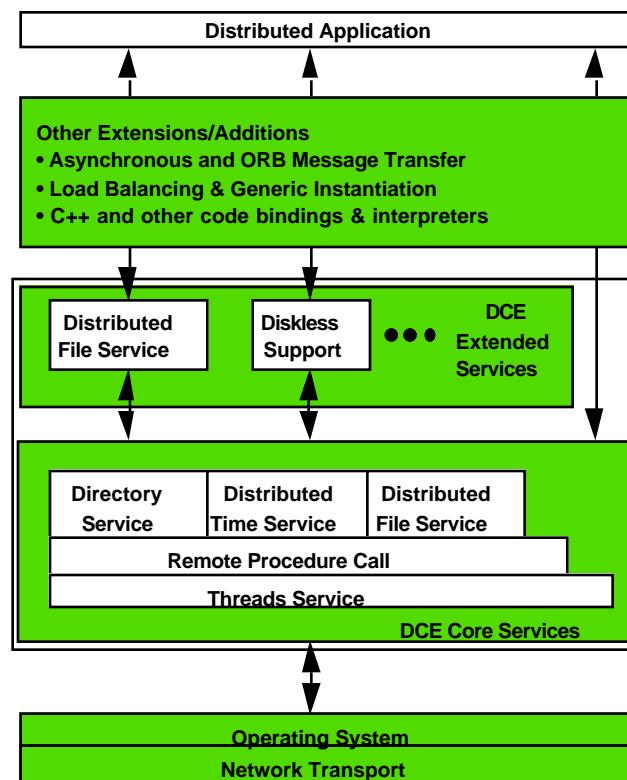 Distributed Application
Other Extensions/Additions
• Asynchronous and ORB Message Transfer
• Load Balancing & Generic Instantiation
• C++ and other code bindings & interpreters
Distributed
File Service
Diskless
Support
DCE
Extended
Services
Directory
Service
Distributed
Time Service
Distributed
File Service
Remote Procedure Call
Threads Service
DCE Core Services
Operating System
Network Transport